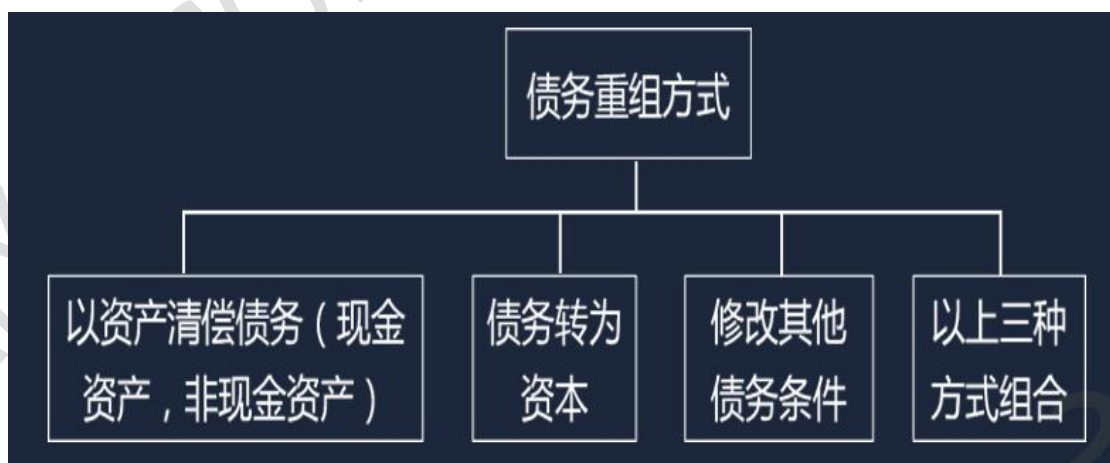 债务重组方式
以资产清偿债务（现金
资产，非现金资产）
债务转为
资本
修改其他
债务条件
以上三种
方式组合